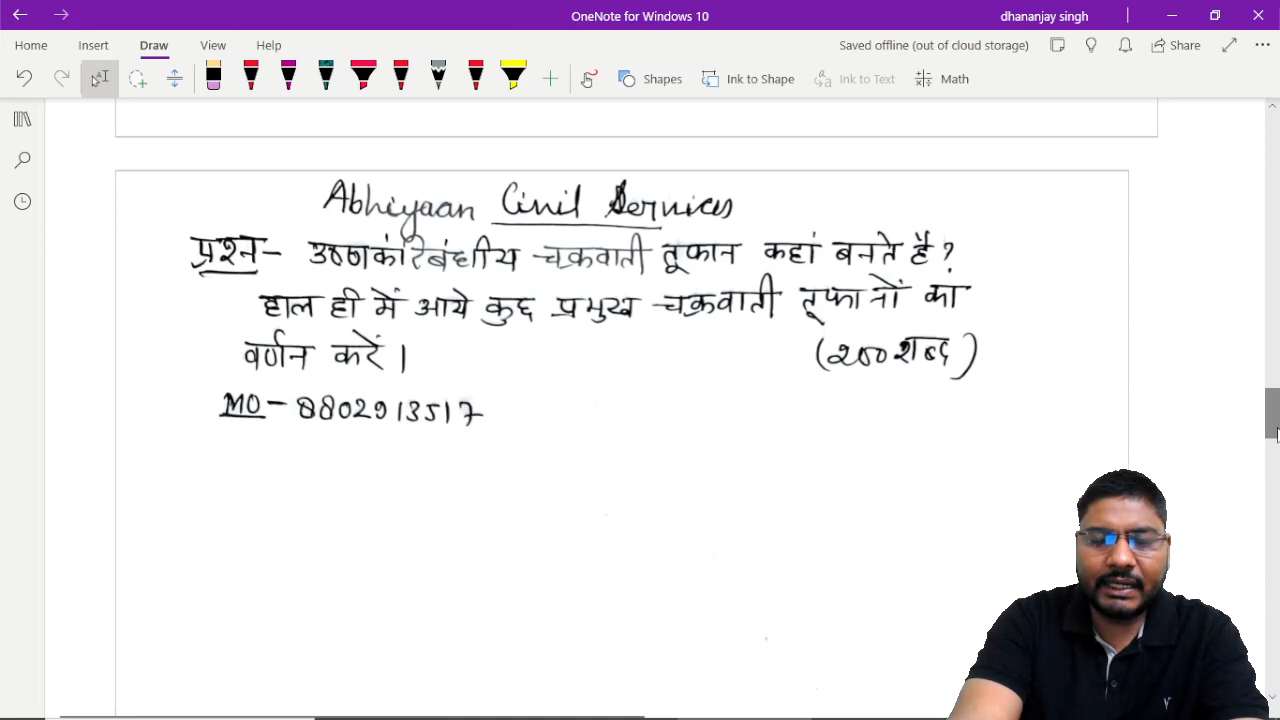 OneNote for Windows 10
dhananjay singh
Home Insert Draw View Help
Saved offline (out of cloud storage)
Share
Shapes
Ink to Shape
Ink to Text
Math
Abhiyaan Civil Services
प्रश्न- उष्णकांटिबंधीय चक्रवाती तूफान कहां बनते है?
हाल ही में आये कुछ प्रमुख चक्रवाती तूफानों का
वर्णन करें। (200 शब्द)
MO- 8802913517